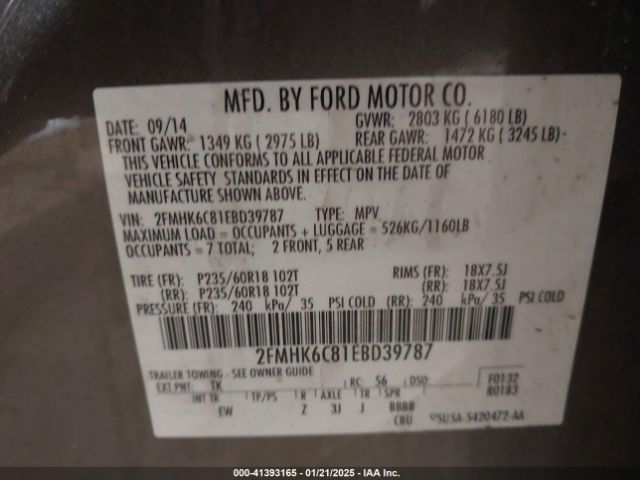 MFD. BY FORD MOTOR CO.
DATE: 09/14 GVWR: 2803 KG ( 6180 LB)
FRONT GAWR: 1349 KG ( 2975 LB) REAR GAWR: 1472 KG ( 3245 LB)
THIS VEHICLE CONFORMS TO ALL APPLICABLE FEDERAL MOTOR
VEHICLE SAFETY STANDARDS IN EFFECT ON THE DATE OF
MANUFACTURE SHOWN ABOVE.
VIN: 2FMHK6C81EBD39787 TYPE: MPV
MAXIMUM LOAD = OCCUPANTS + LUGGAGE = 526KG/1160LB
OCCUPANTS = 7 TOTAL; 2 FRONT, 5 REAR
TIRE (FR): P235/60R18 102T RIMS (FR): 18X7.5J
(RR): P235/60R18 102T (RR): 18X7.5J
PRESSURE (FR): 240 kPa/ 35 PSI COLD (RR): 240 kPa/ 35 PSI COLD
2FMHK6C81EBD39787
TRAILER TOWING - SEE OWNER GUIDE
EXT PNT: TK RC: 56 DSO: F0132
R0183
INT TR TP/PS R AXLE TR SPR
EW Z 3J J BBBB
CBU SUSA-S420472-AA
000-41393165 - 01/21/2025 - IAA Inc.